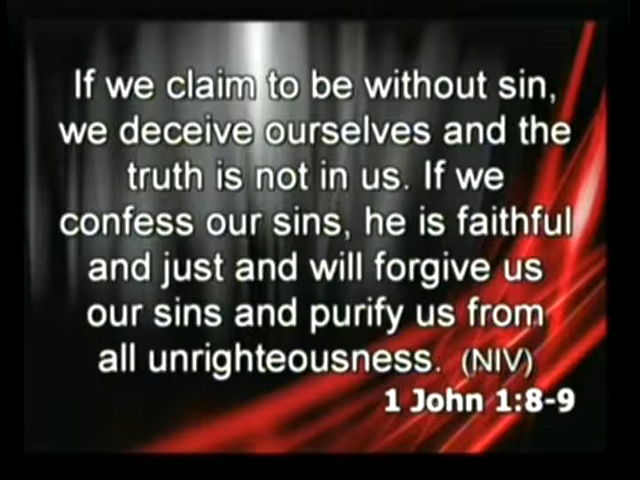 If we claim to be without sin,
we deceive ourselves and the
truth is not in us. If we
confess our sins, he is faithful
and just and will forgive us
our sins and purify us from
all unrighteousness. (NIV)
1 John 1:8-9